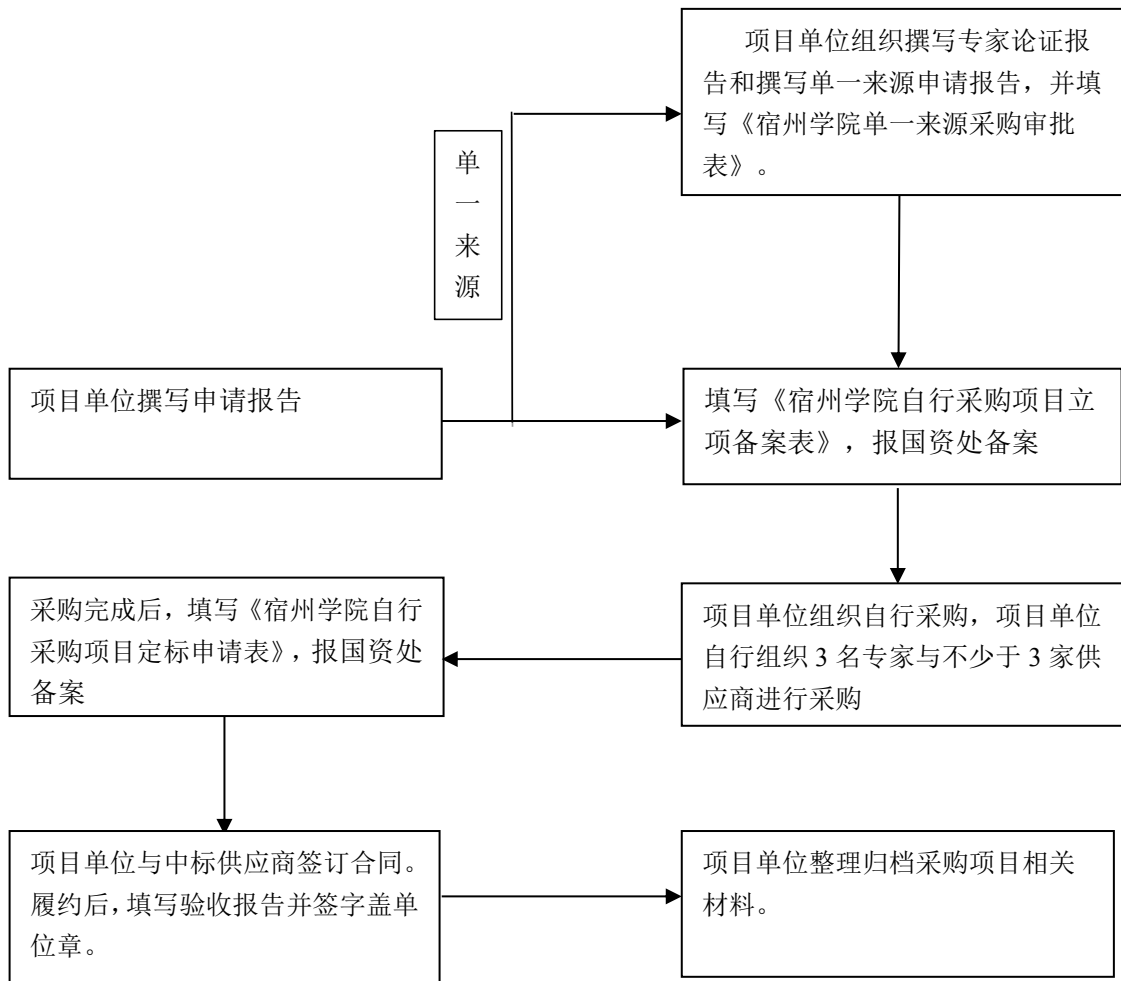 项目单位组织撰写专家论证报
告和撰写单一来源申请报告，并填
写《宿州学院单一来源采购审批
表》。
单
一
来
源
项目单位撰写申请报告
填写《宿州学院自行采购项目立
项备案表》，报国资处备案
采购完成后，填写《宿州学院自行
采购项目定标申请表》，报国资处
备案
项目单位组织自行采购，项目单位
自行组织 3 名专家与不少于 3 家供
应商进行采购
项目单位与中标供应商签订合同。
履约后，填写验收报告并签字盖单
位章。
项目单位整理归档采购项目相关
材料。